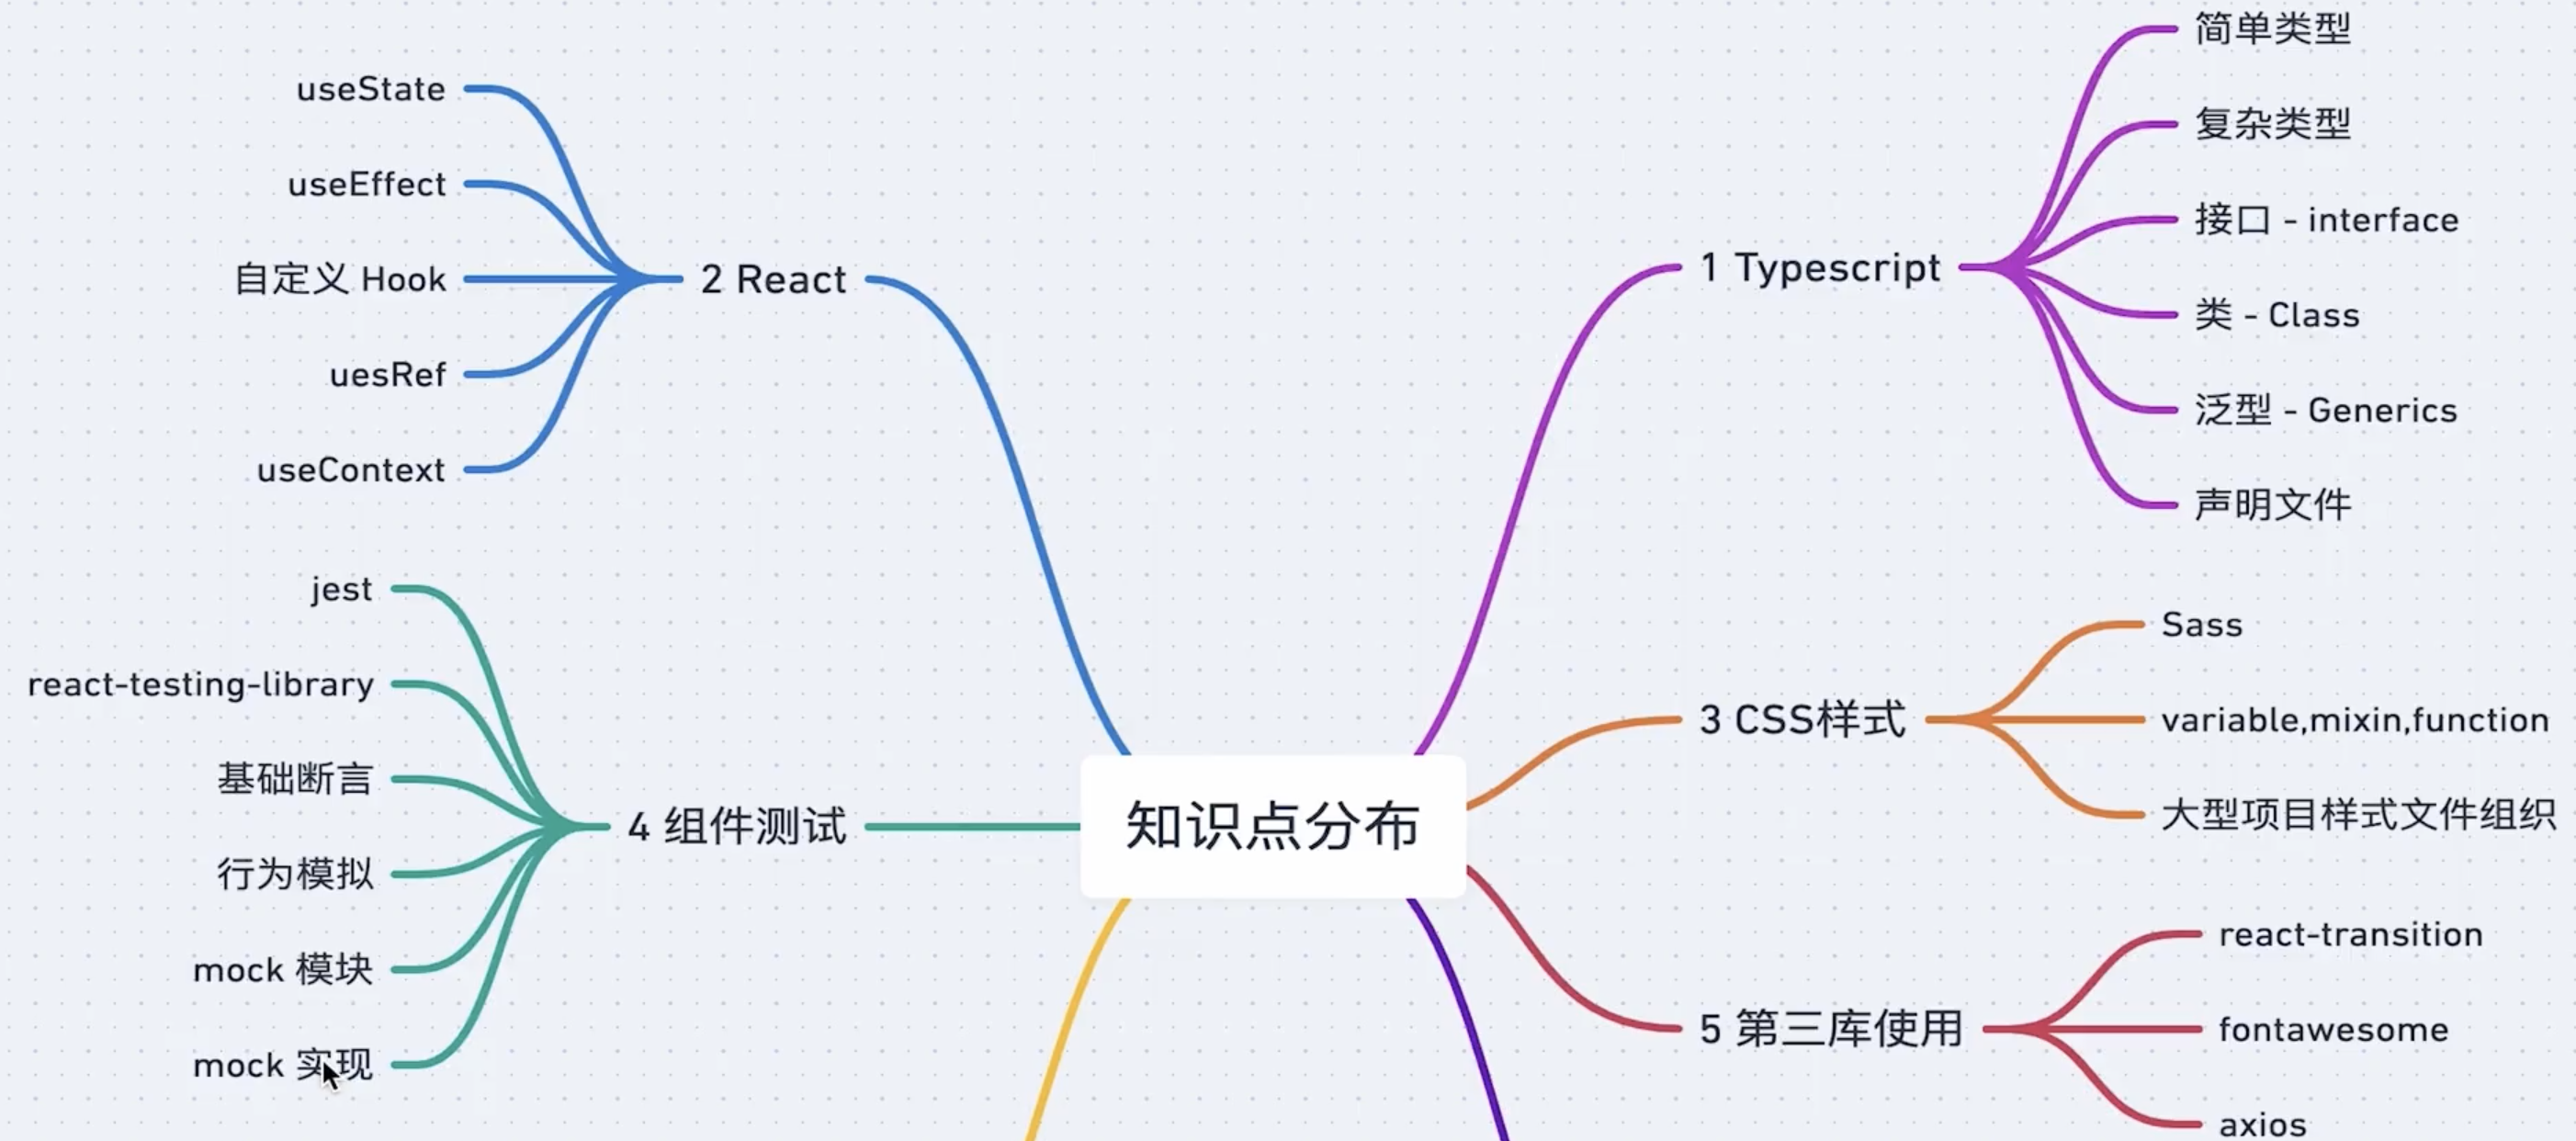 知识点分布
1 Typescript
简单类型
复杂类型
接口 - interface
类 - Class
泛型 - Generics
声明文件
2 React
useState
useEffect
自定义 Hook
uesRef
useContext
3 CSS样式
Sass
variable,mixin,function
大型项目样式文件组织
4 组件测试
jest
react-testing-library
基础断言
行为模拟
mock 模块
mock 实现
5 第三库使用
react-transition
fontawesome
axios